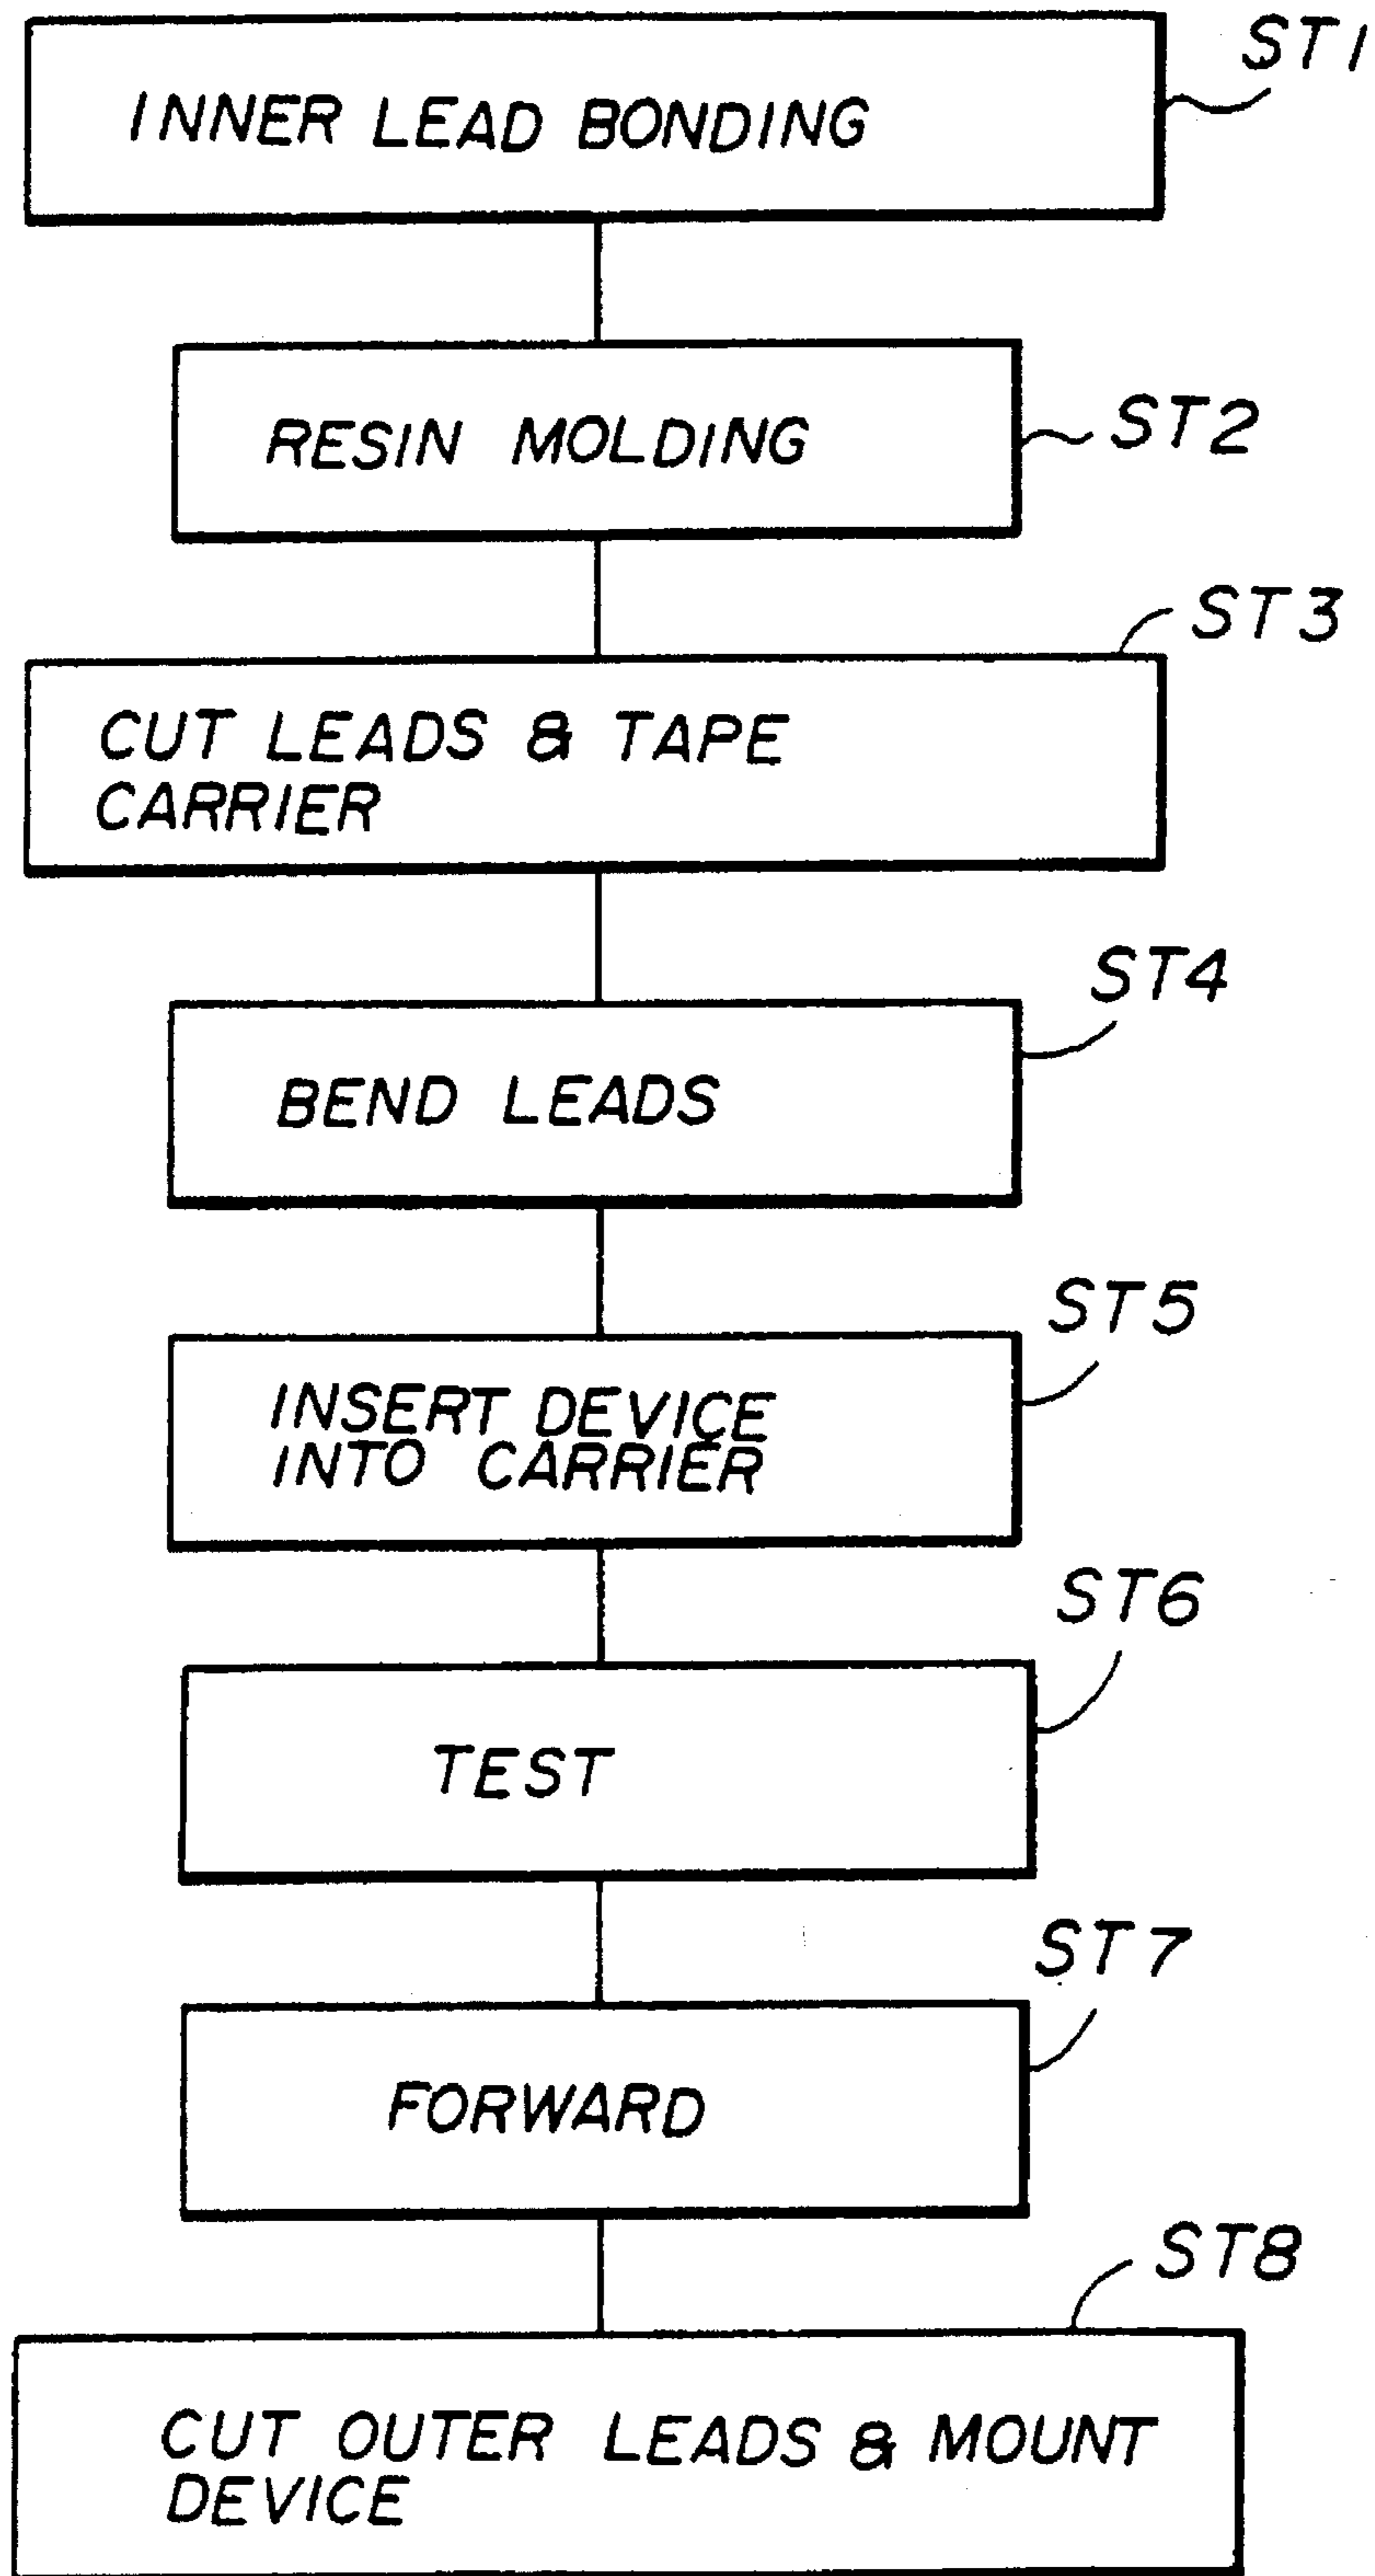 ST1
INNER LEAD BONDING
RESIN MOLDING
ST2
ST3
CUT LEADS & TAPE
CARRIER
ST4
BEND LEADS
ST5
INSERT DEVICE
INTO CARRIER
ST6
TEST
ST7
FORWARD
ST8
CUT OUTER LEADS & MOUNT
DEVICE